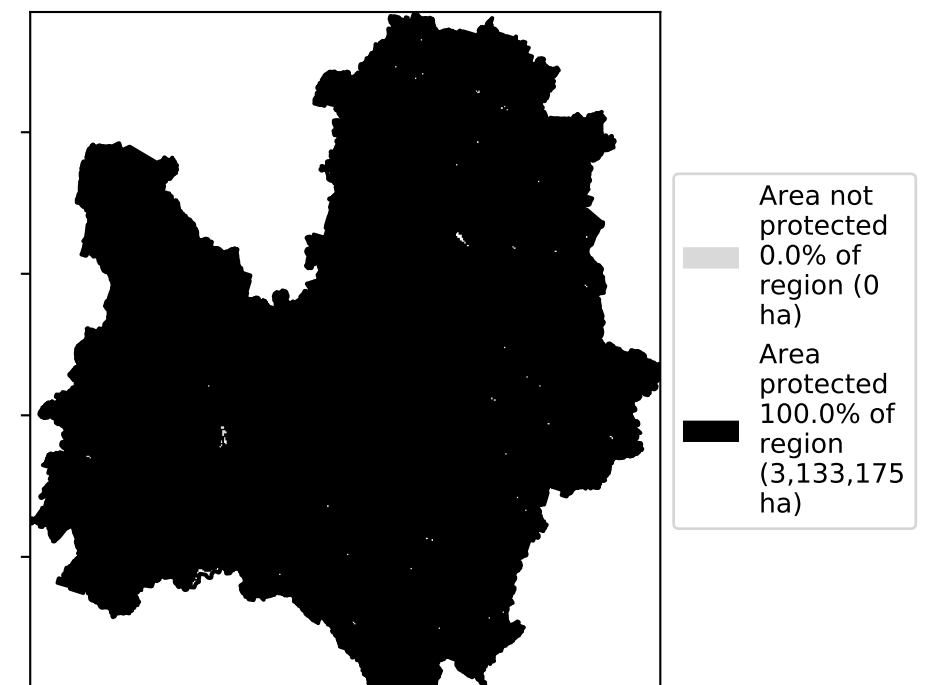 Area not
protected
0.0% of
region (0
ha)
Area
protected
100.0% of
region
(3,133,175
ha)